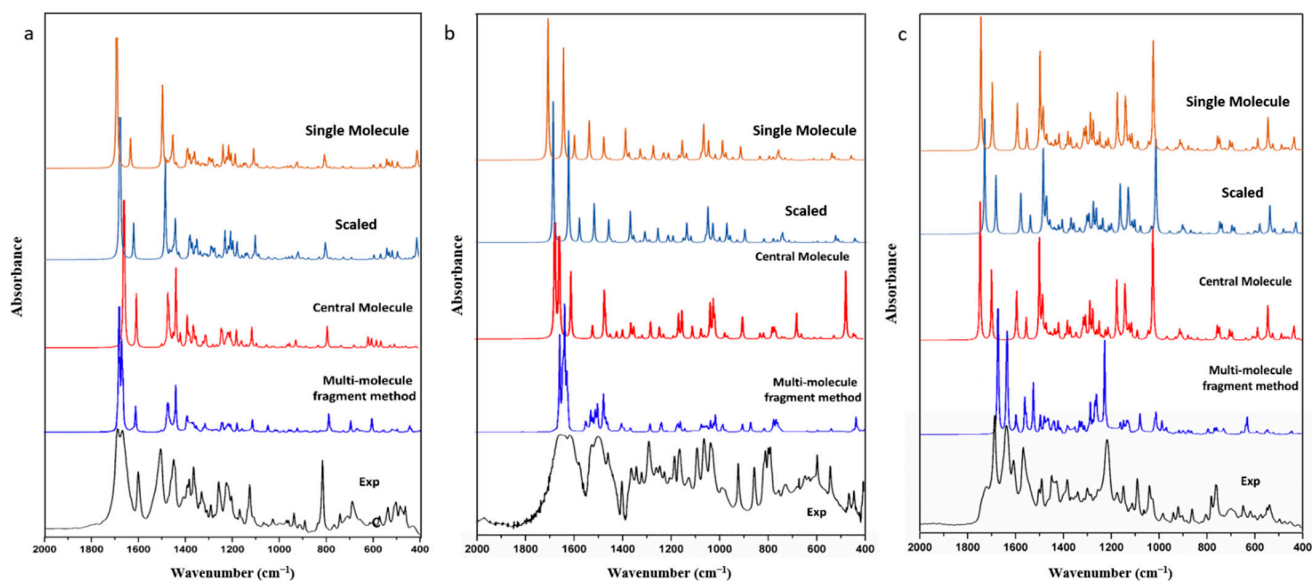 a
Single Molecule
Scaled
Central Molecule
Multi-molecule
fragment method
Exp
C
Absorbance
2000 1800 1600 1400 1200 1000 800 600 400
Wavenumber (cm⁻¹)
b
Single Molecule
Scaled
Central Molecule
Multi-molecule
fragment method
Exp
Absorbance
2000 1800 1600 1400 1200 1000 800 600 400
Wavenumber (cm⁻¹)
c
Single Molecule
Scaled
Central Molecule
Multi-molecule
fragment method
Exp
Absorbance
2000 1800 1600 1400 1200 1000 800 600 400
Wavenumber (cm⁻¹)